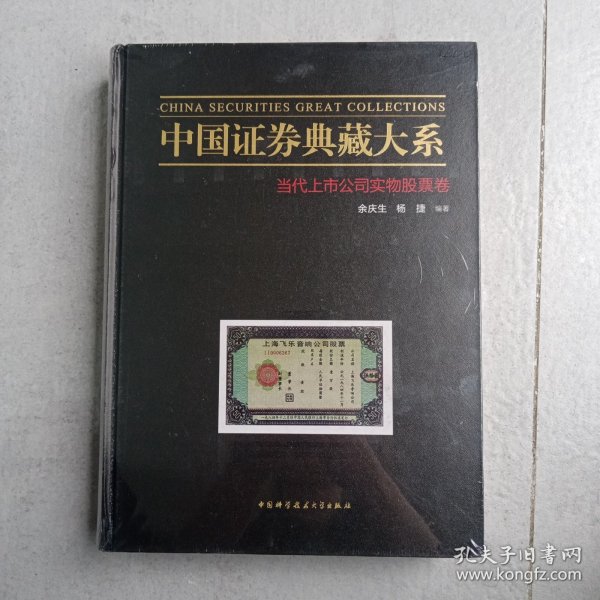 CHINA SECURITIES GREAT COLLECTIONS
中国证券典藏大系
当代上市公司实物股票卷
余庆生 杨 捷 编著
上海飞乐音响公司股票
中国科学技术大学出版社
孔夫子旧书网
www.kongfz.com